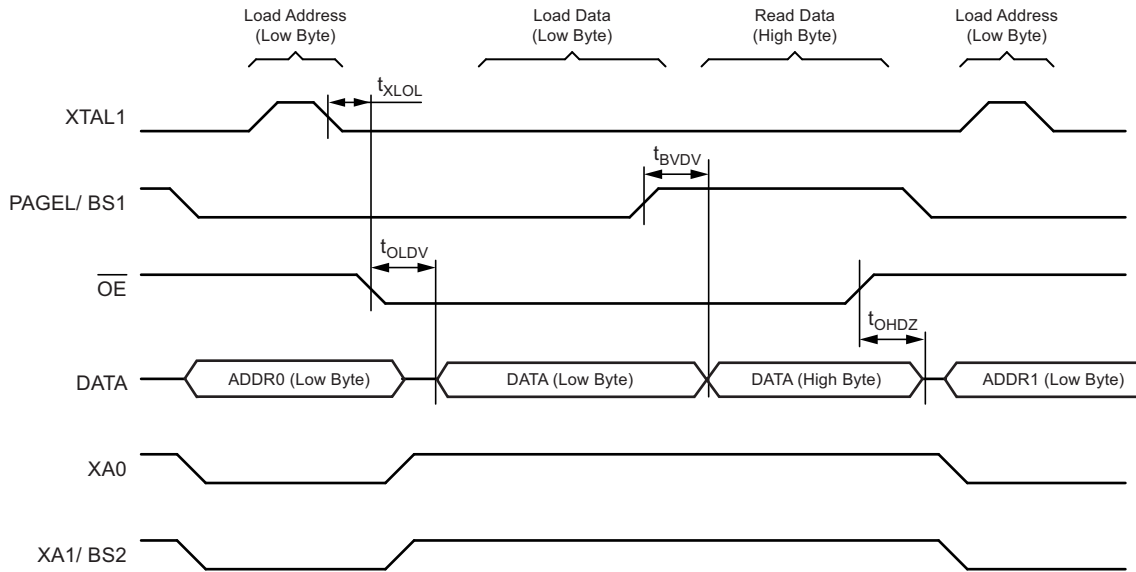 Load Address
(Low Byte)
Load Data
(Low Byte)
Read Data
(High Byte)
Load Address
(Low Byte)
tXLOL
XTAL1
tBVDV
PAGEL/ BS1
tOLDV
OE
tOHDZ
DATA
ADDR0 (Low Byte)
DATA (Low Byte)
DATA (High Byte)
ADDR1 (Low Byte)
XA0
XA1/ BS2